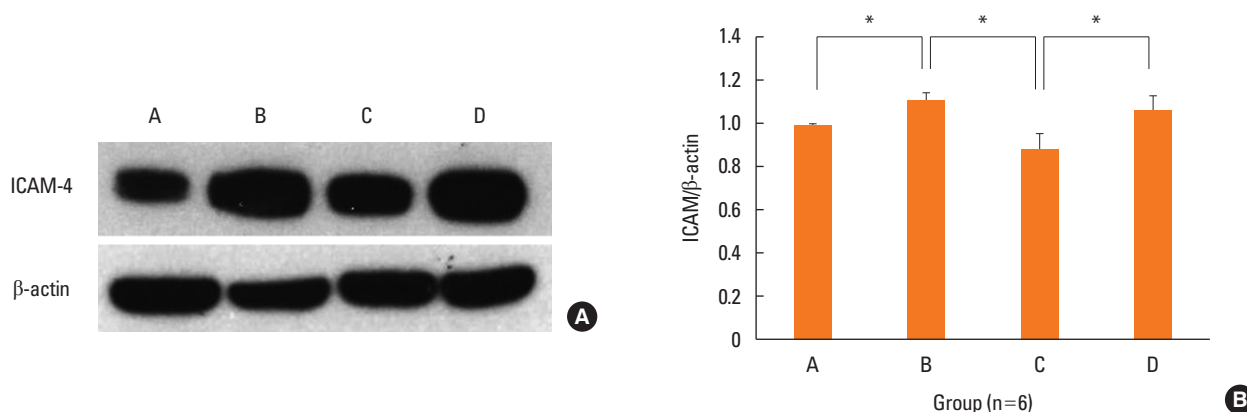 A B C D
ICAM-4
β-actin
A
* * *
1.4
1.2
1.0
0.8
0.6
0.4
0.2
0
ICAM/β-actin
A B C D
Group (n=6)
B